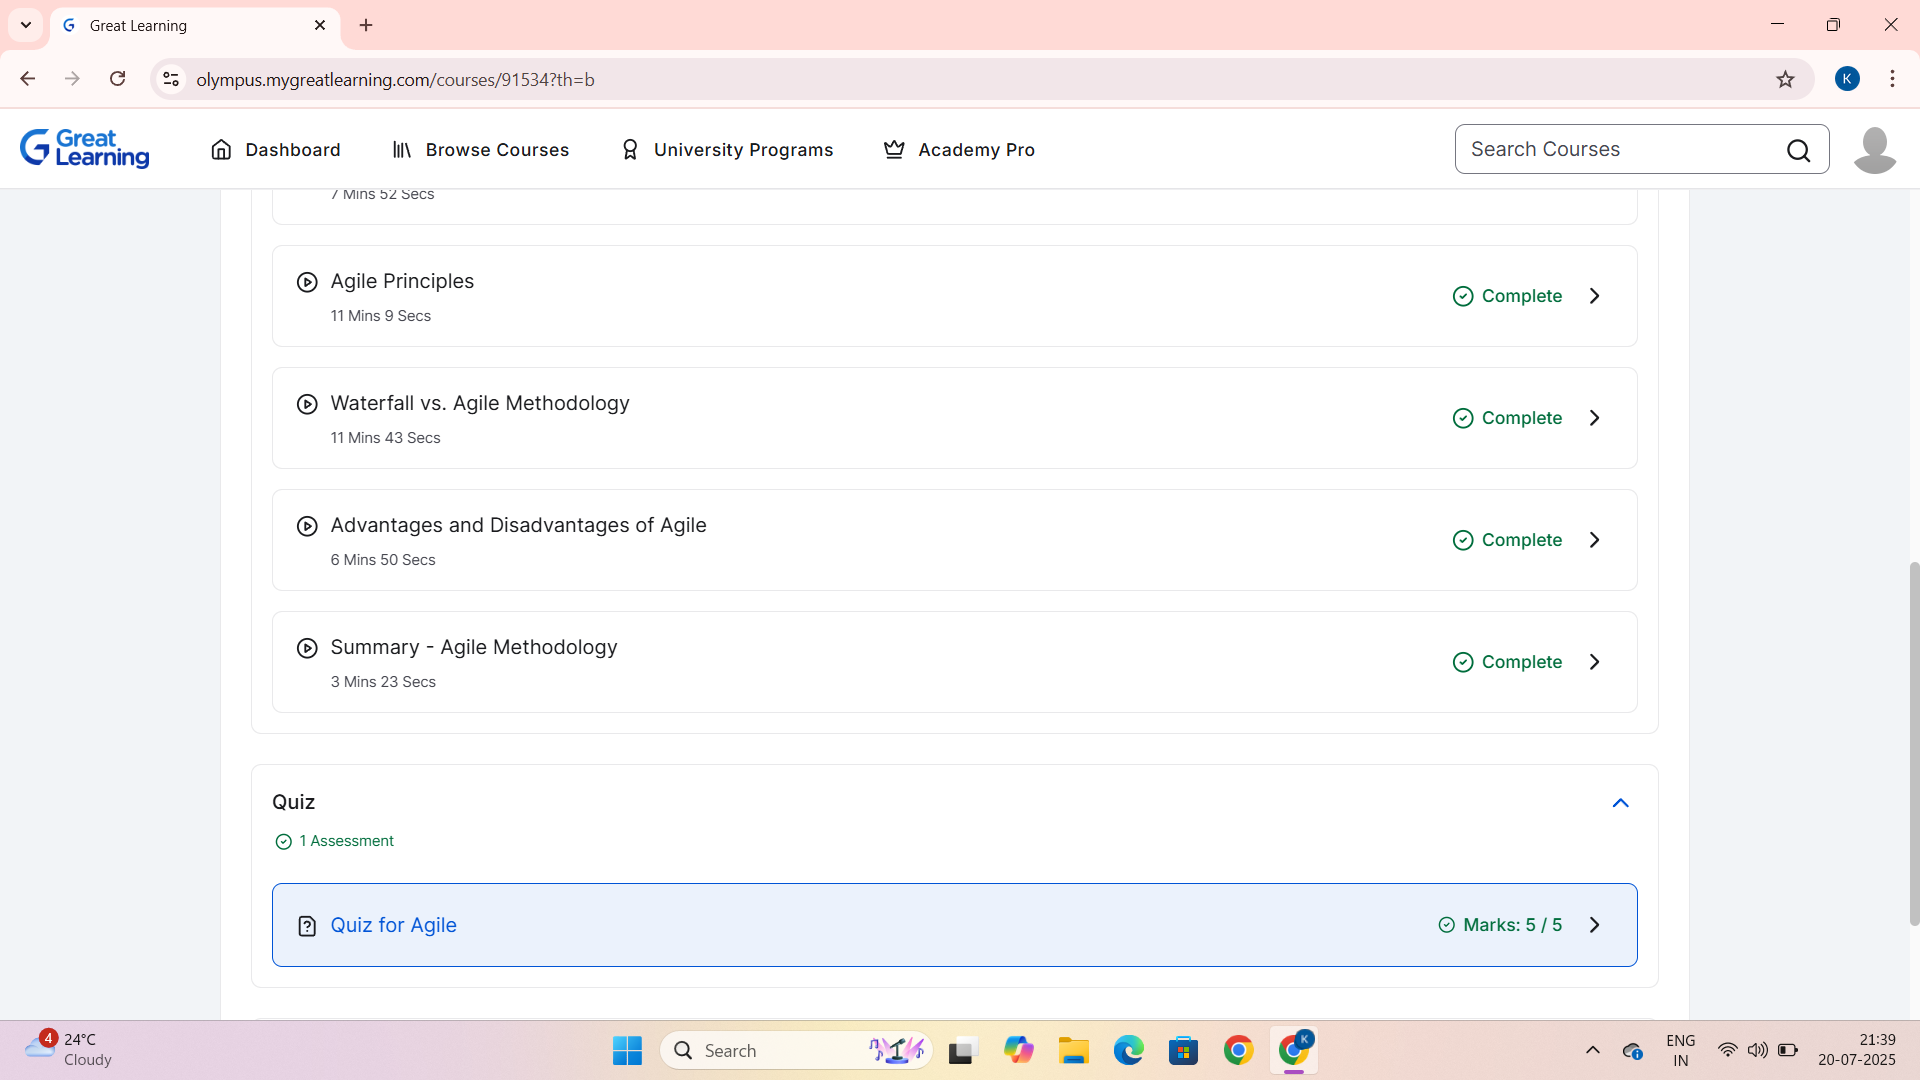 Great Learning
olympus.mygreatlearning.com/courses/91534?th=b
K
Great
Learning
Dashboard
Browse Courses
University Programs
Academy Pro
Search Courses
7 Mins 52 Secs
Agile Principles
11 Mins 9 Secs
Complete
Waterfall vs. Agile Methodology
11 Mins 43 Secs
Complete
Advantages and Disadvantages of Agile
6 Mins 50 Secs
Complete
Summary - Agile Methodology
3 Mins 23 Secs
Complete
Quiz
1 Assessment
Quiz for Agile
Marks: 5 / 5
4
24°C
Cloudy
Search
K
ENG
IN
21:39
20-07-2025